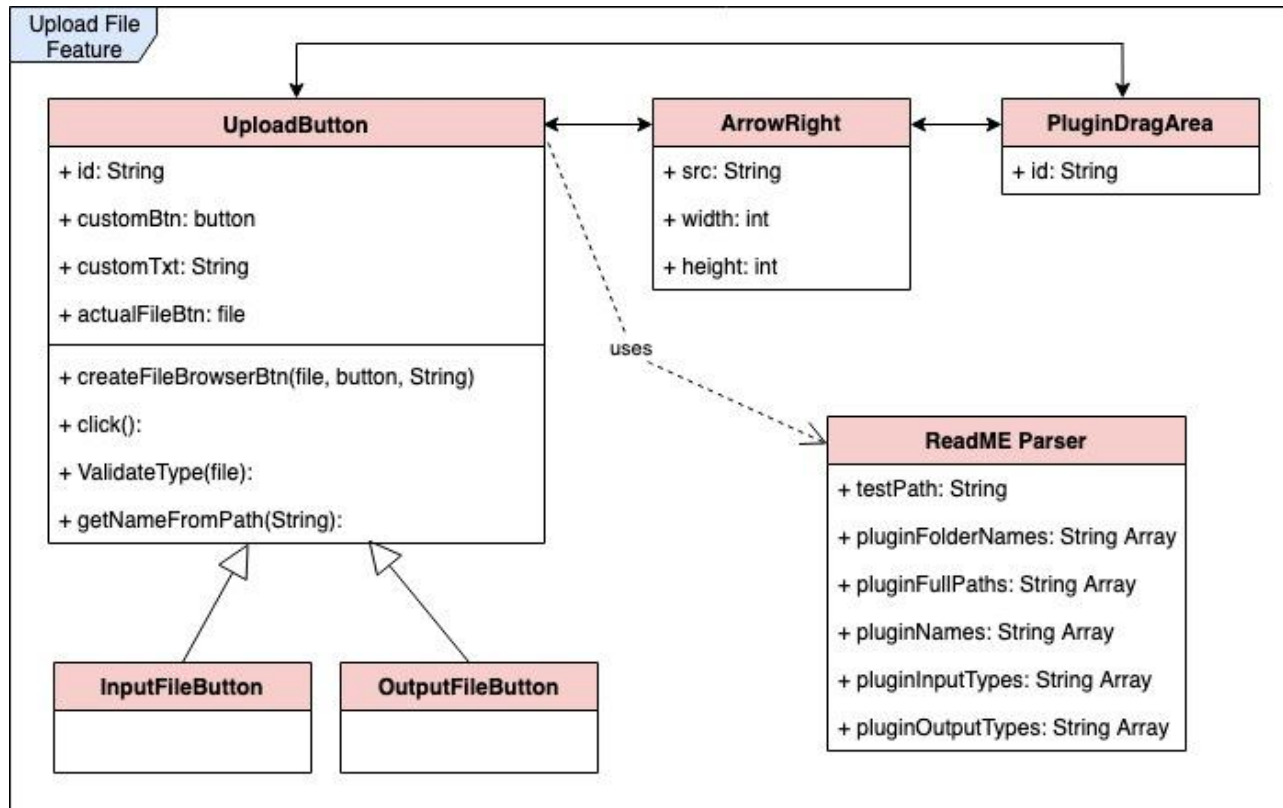 Upload File
Feature
UploadButton
+ id: String
+ customBtn: button
+ customTxt: String
+ actualFileBtn: file
+ createFileBrowserBtn(file, button, String)
+ click():
+ ValidateType(file):
+ getNameFromPath(String):
ArrowRight
+ src: String
+ width: int
+ height: int
PluginDragArea
+ id: String
uses
ReadME Parser
+ testPath: String
+ pluginFolderNames: String Array
+ pluginFullPaths: String Array
+ pluginNames: String Array
+ pluginInputTypes: String Array
+ pluginOutputTypes: String Array
InputFileButton
OutputFileButton